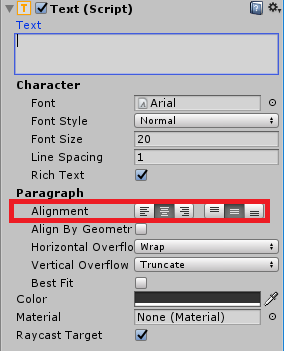 Text (Script)
Text
Character
Font Arial
Font Style Normal
Font Size 20
Line Spacing 1
Rich Text
Paragraph
Alignment
Align By Geometr
Horizontal Overflo Wrap
Vertical Overflow Truncate
Best Fit
Color
Material None (Material)
Raycast Target